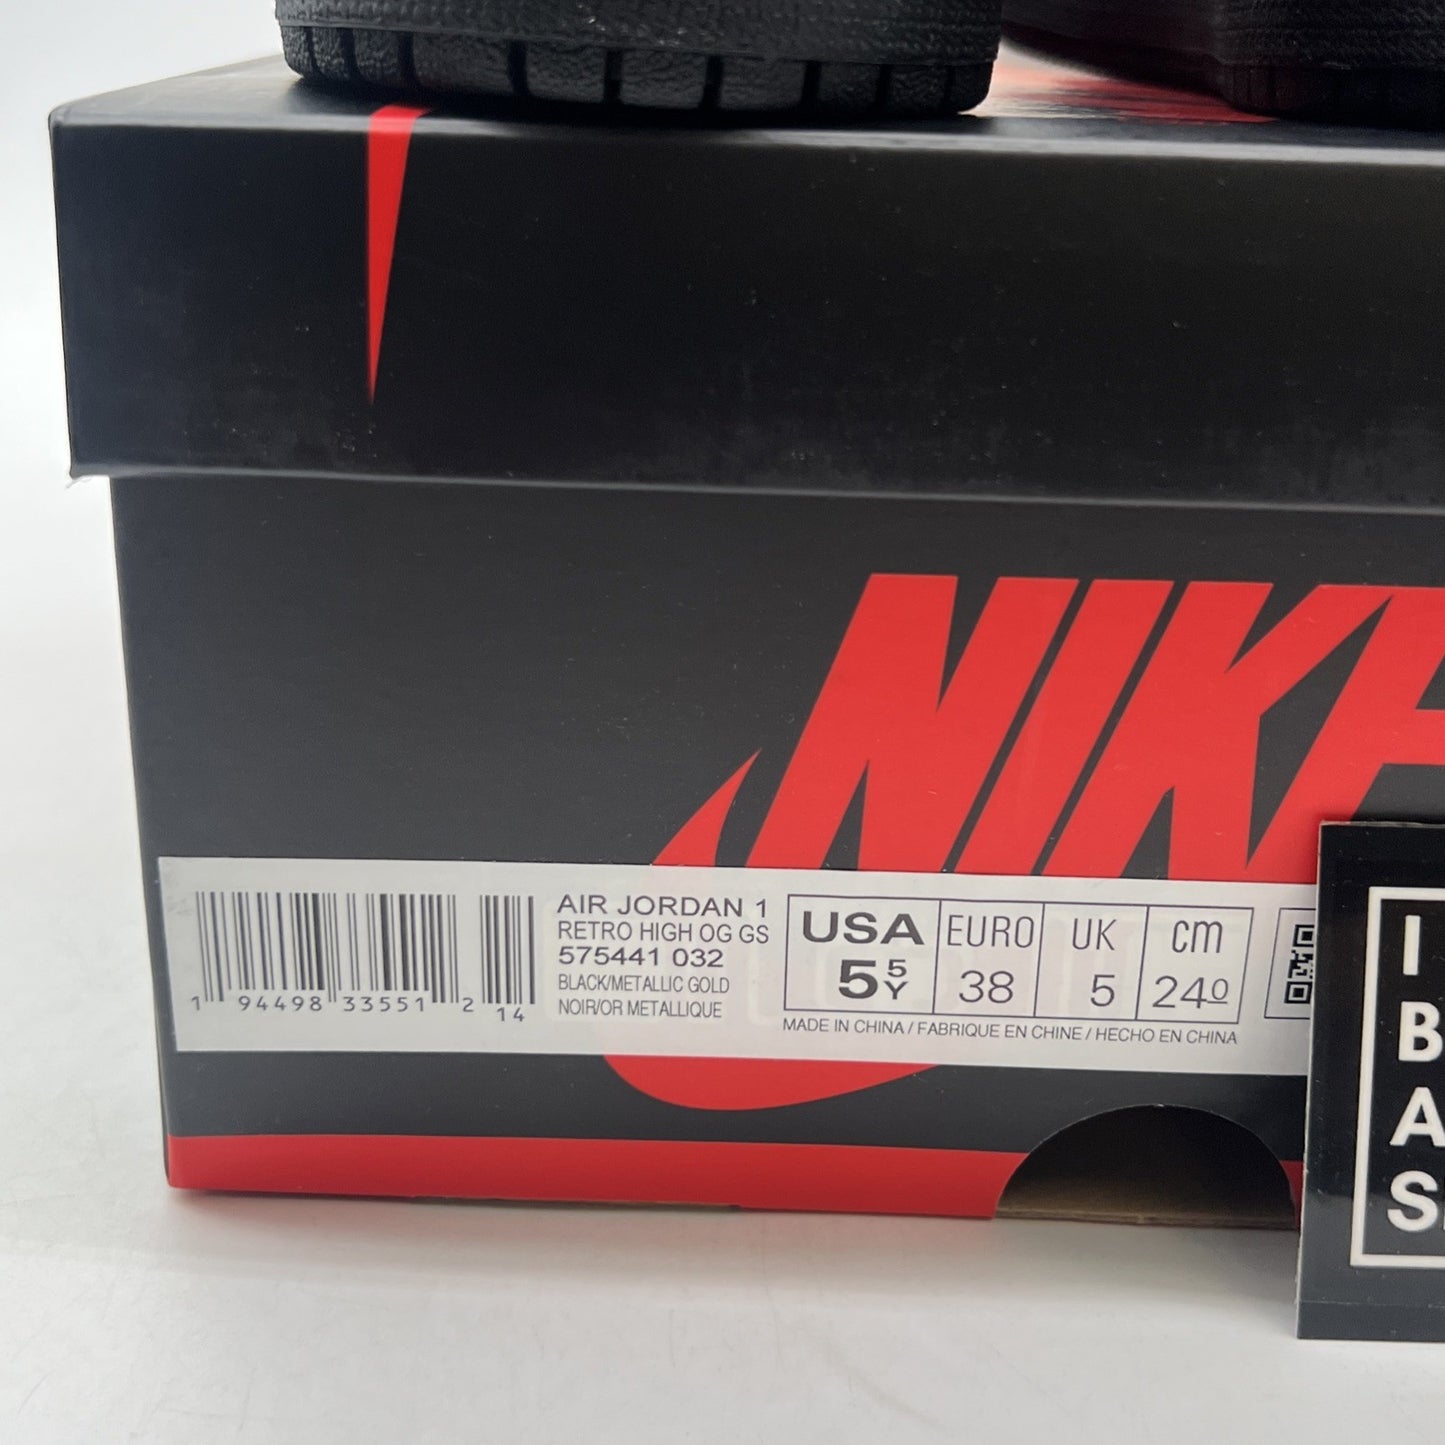 NIKE
AIR JORDAN 1
RETRO HIGH OG GS
575441 032
BLACK/METALLIC GOLD
NOIR/OR METALLIQUE
1 94498 33551 2 14
USA EURO UK cm
5 5 Y 38 5 24 0
MADE IN CHINA / FABRIQUE EN CHINE / HECHO EN CHINA
I
B
A
S